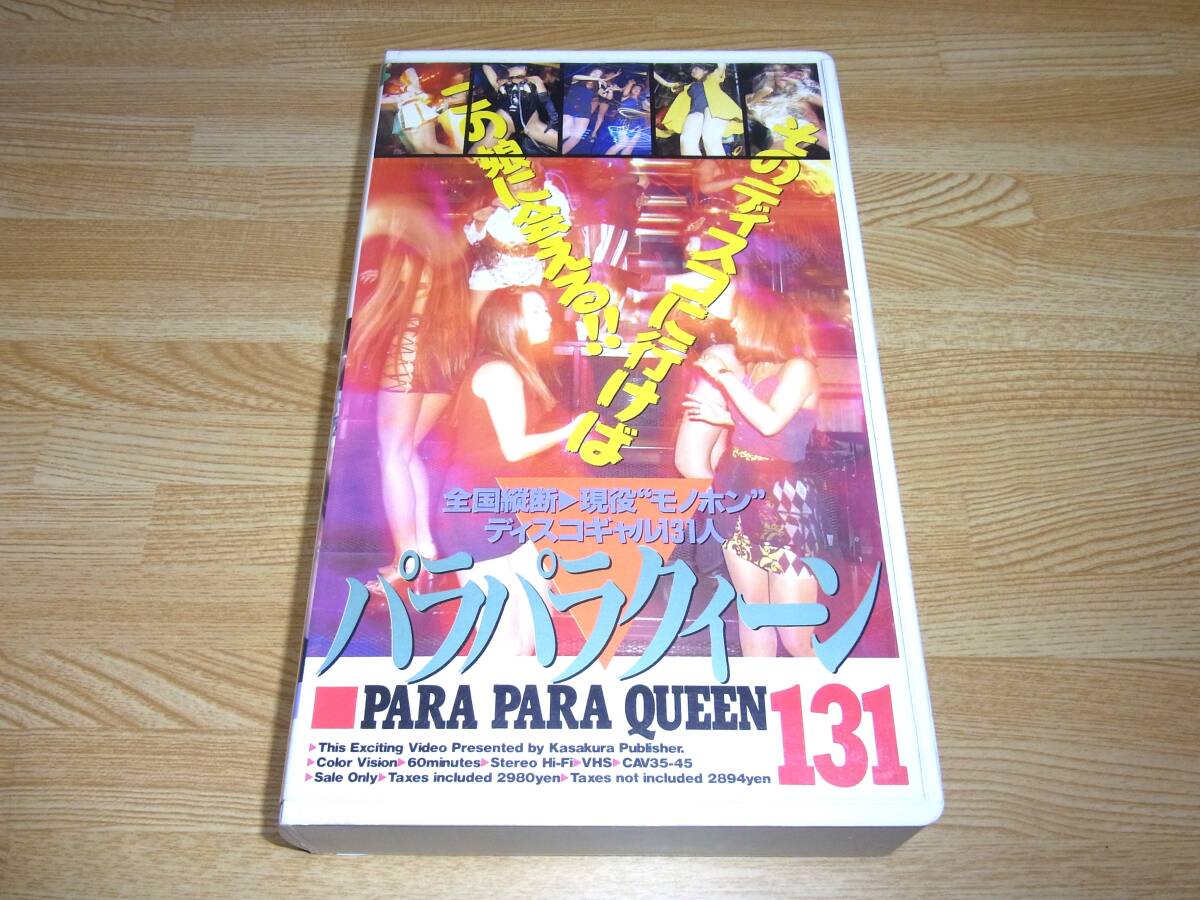 そのディスコに行けば
この娘に会える!!
全国縦断▶現役“モノホン”
ディスコギャル131人
パラパラクィーン
PARA PARA QUEEN 131
▶This Exciting Video Presented by Kasakura Publisher.
▶Color Vision▶60minutes▶Stereo Hi-Fi▶VHS▶CAV35-45
▶Sale Only▶Taxes included 2980yen▶Taxes not included 2894yen